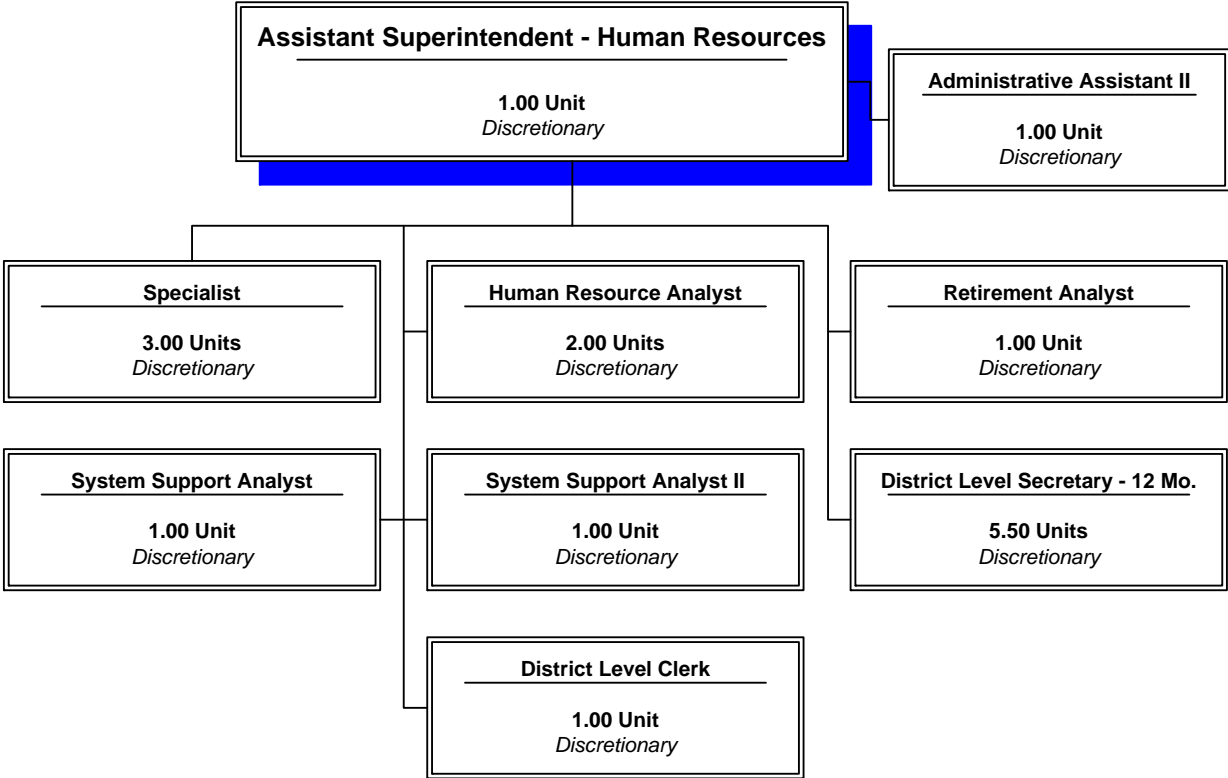 Assistant Superintendent - Human Resources
1.00 Unit
Discretionary
Administrative Assistant II
1.00 Unit
Discretionary
Specialist
3.00 Units
Discretionary
Human Resource Analyst
2.00 Units
Discretionary
Retirement Analyst
1.00 Unit
Discretionary
System Support Analyst
1.00 Unit
Discretionary
System Support Analyst II
1.00 Unit
Discretionary
District Level Secretary - 12 Mo.
5.50 Units
Discretionary
District Level Clerk
1.00 Unit
Discretionary